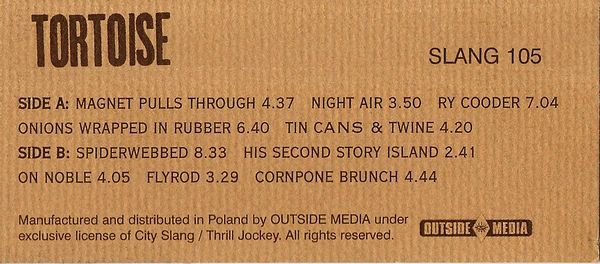 TORTOISE
SLANG 105
SIDE A: MAGNET PULLS THROUGH 4.37 NIGHT AIR 3.50 RY COODER 7.04
ONIONS WRAPPED IN RUBBER 6.40 TIN CANS & TWINE 4.20
SIDE B: SPIDERWEBBED 8.33 HIS SECOND STORY ISLAND 2.41
ON NOBLE 4.05 FLYROD 3.29 CORNPONE BRUNCH 4.44
Manufactured and distributed in Poland by OUTSIDE MEDIA under
exclusive license of City Slang / Thrill Jockey. All rights reserved.
OUTSIDE MEDIA